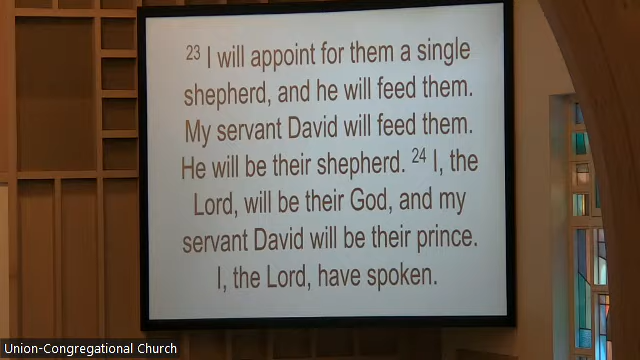 23 I will appoint for them a single
shepherd, and he will feed them.
My servant David will feed them.
He will be their shepherd. 24 I, the
Lord, will be their God, and my
servant David will be their prince.
I, the Lord, have spoken.
Union-Congregational Church